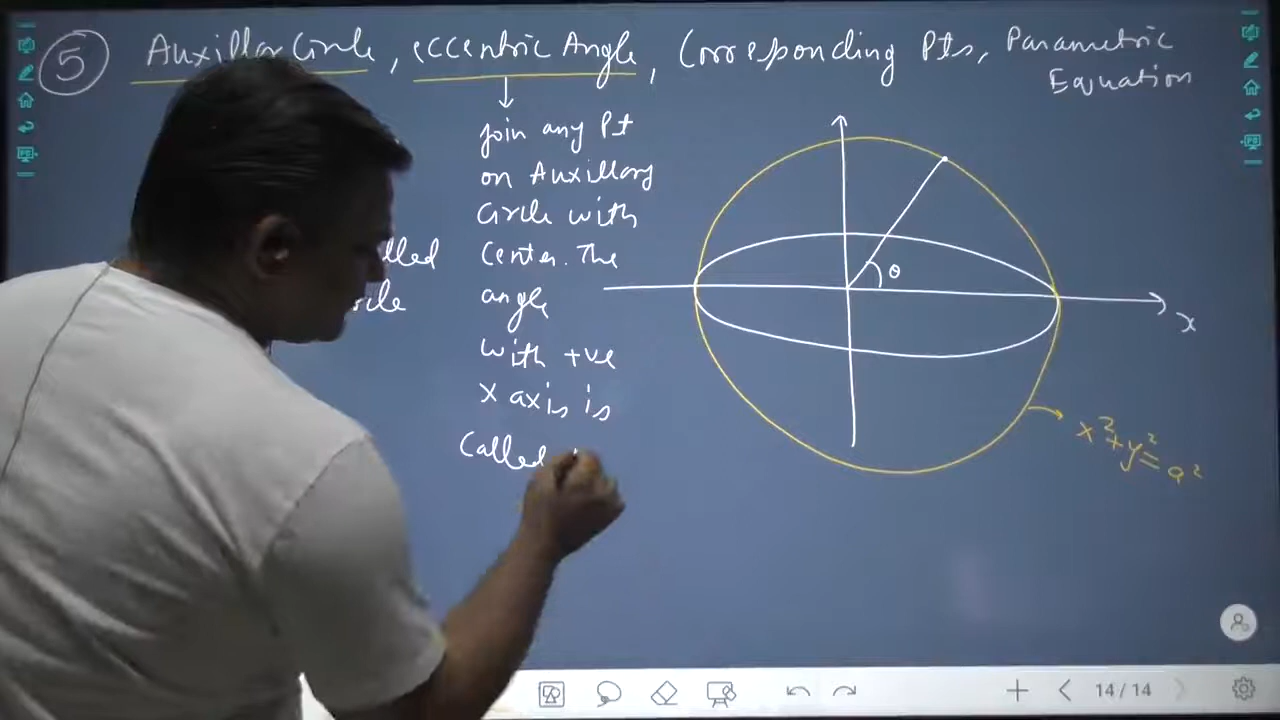 5 Auxillar Circle, eccentric Angle, Corresponding Pts, Parametric
Equation
join any Pt
on Auxillary
Circle with
Center. The
angle
with +ve
X axis is
Called
θ
x
x²+y²=a²
14/14